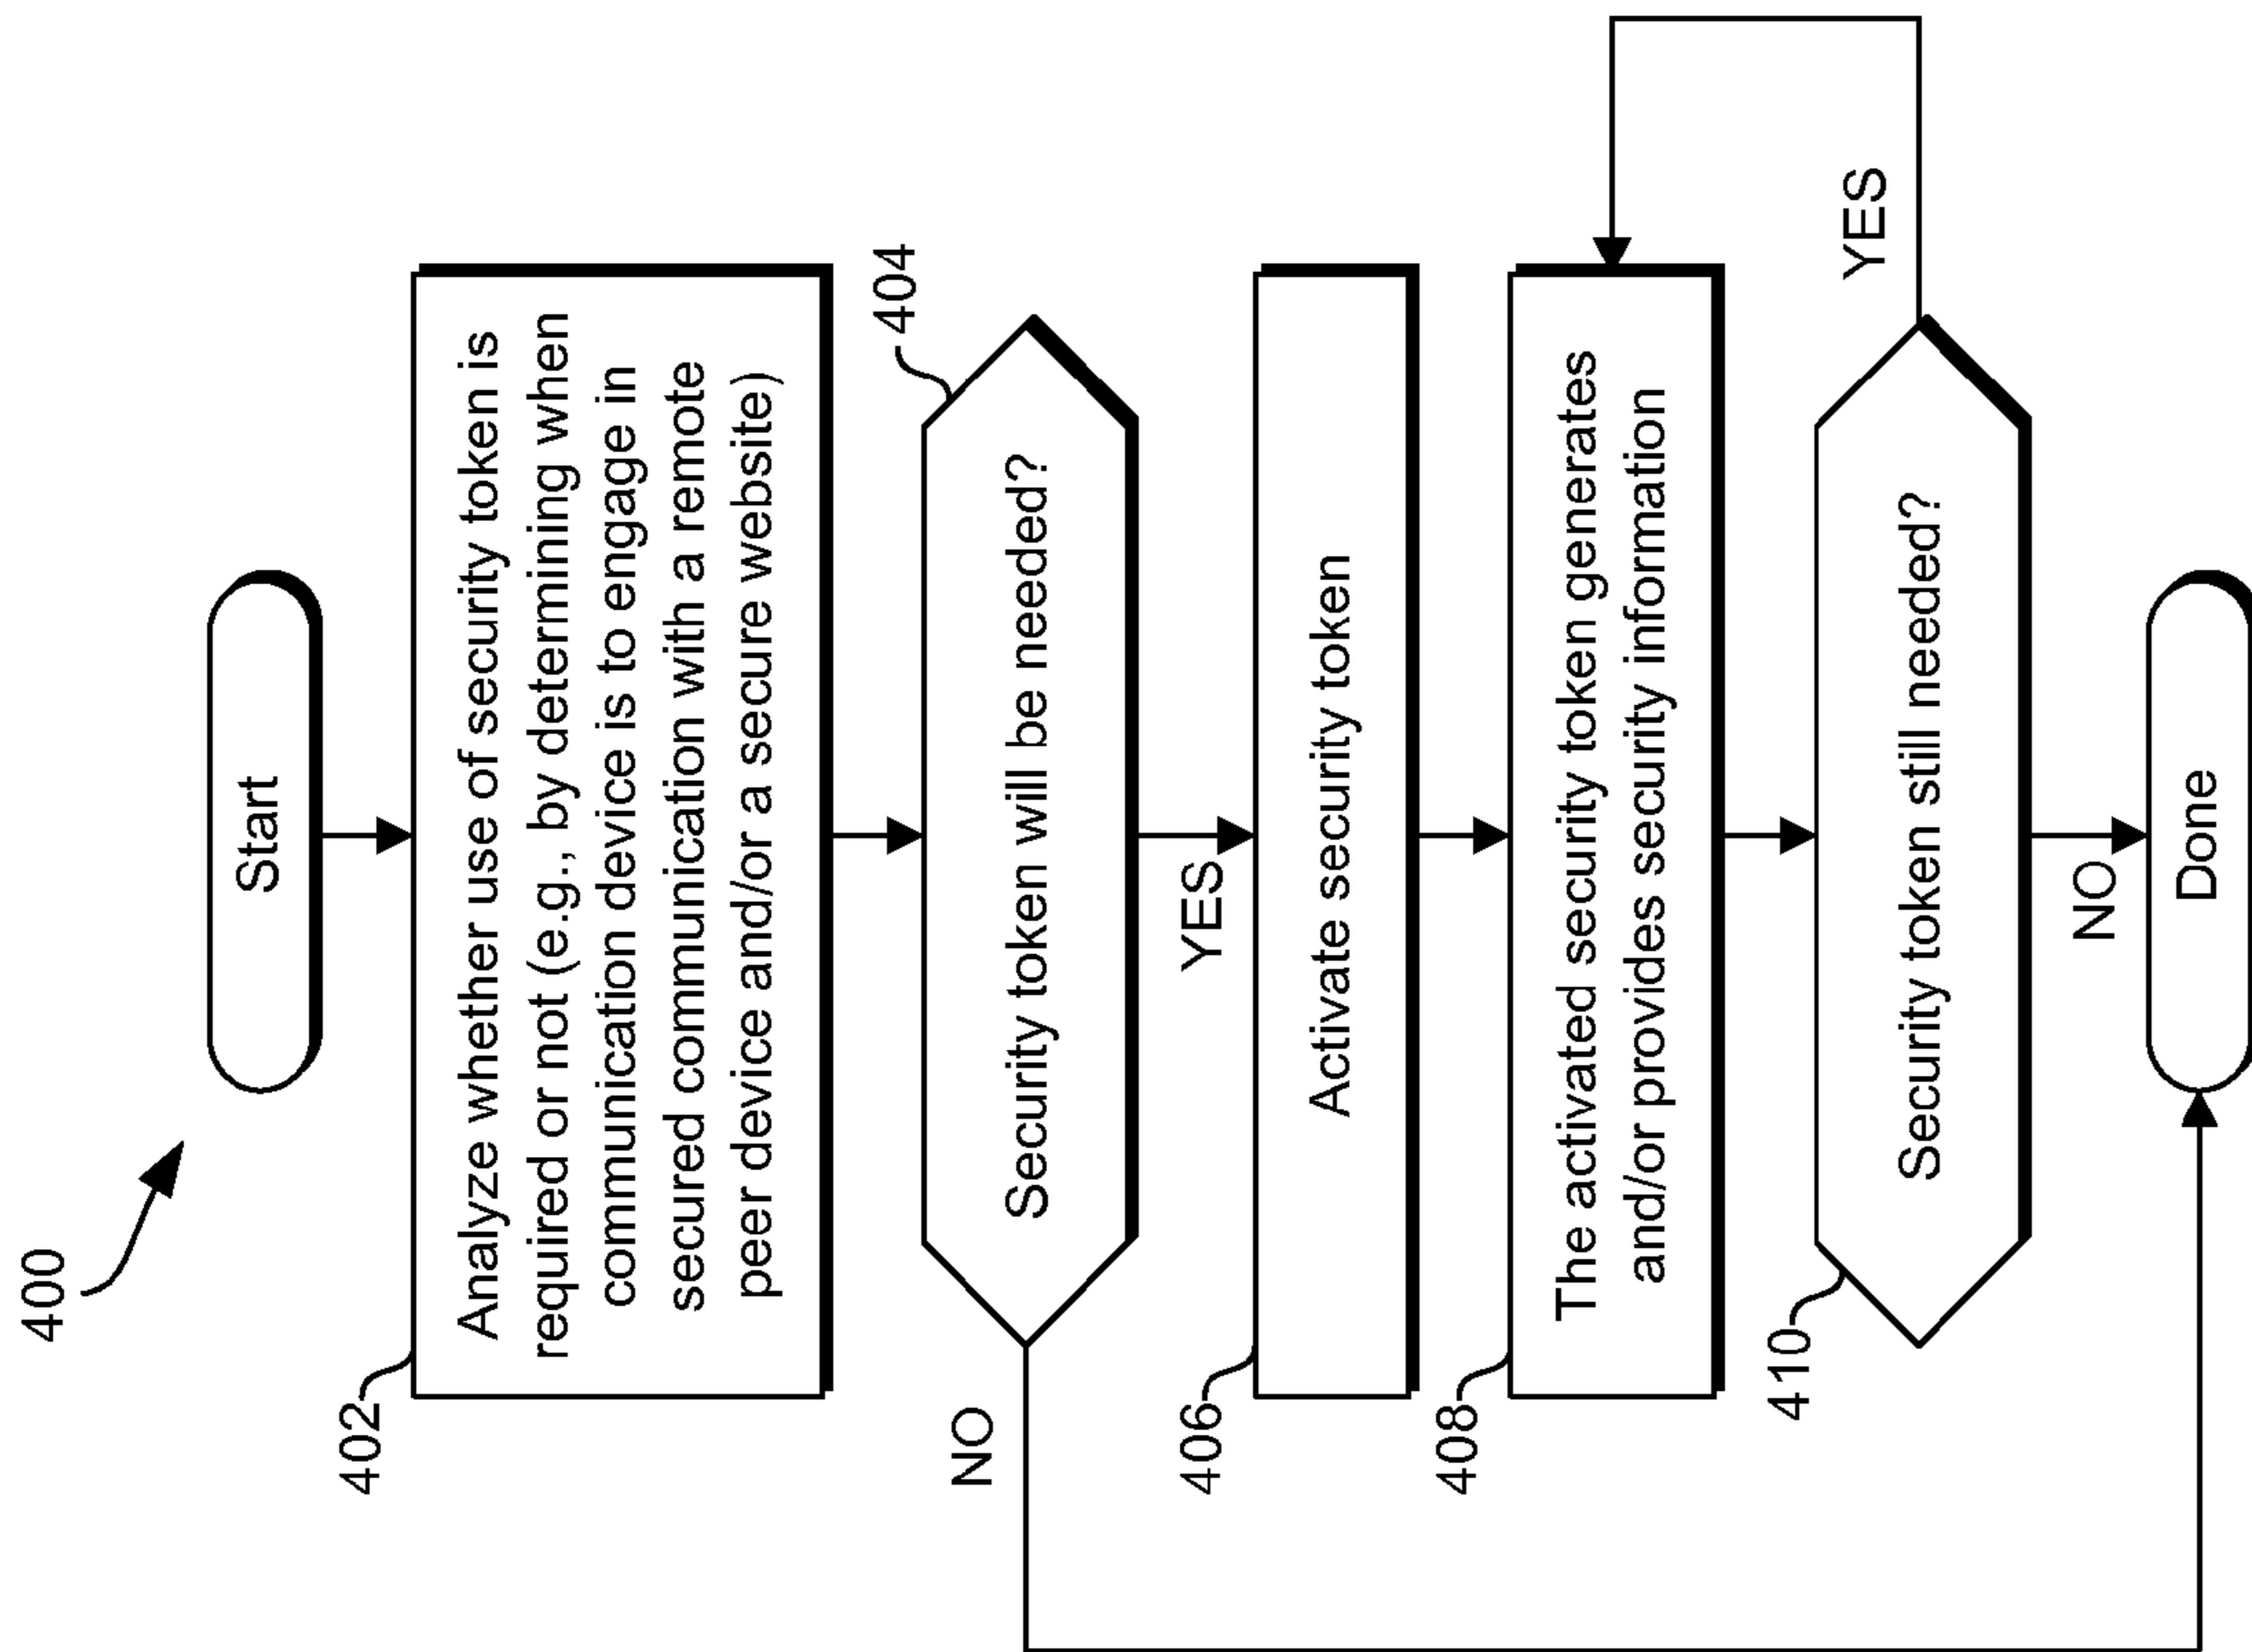 400
Start
402
Analyze whether use of security token is
required or not (e.g., by determining when
communication device is to engage in
secured communication with a remote
peer device and/or a secure website)
404
Security token will be needed?
NO
YES
406
Activate security token
408
The activated security token generates
and/or provides security information
410
Security token still needed?
YES
NO
Done